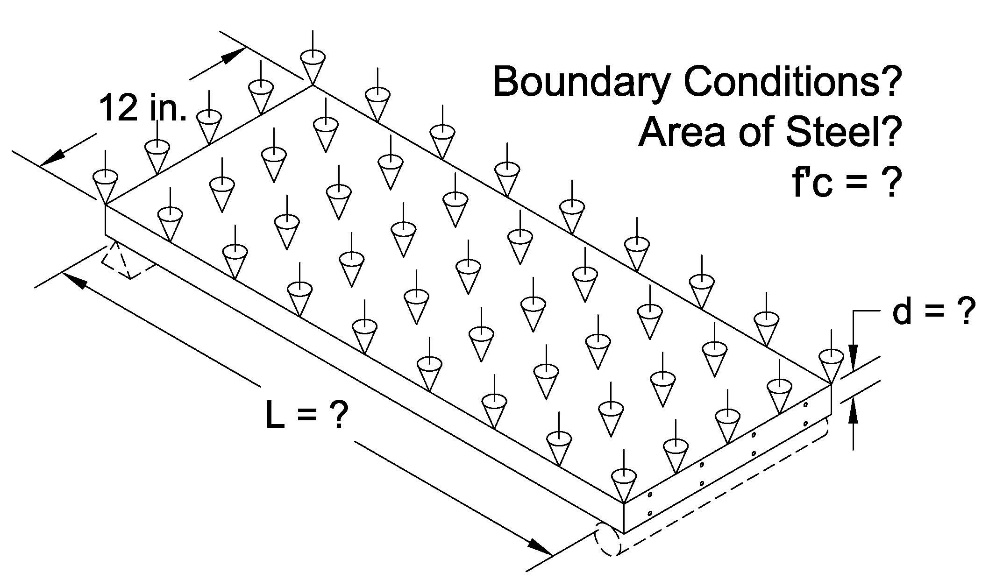 12 in.
Boundary Conditions?
Area of Steel?
f'c = ?
d = ?
L = ?